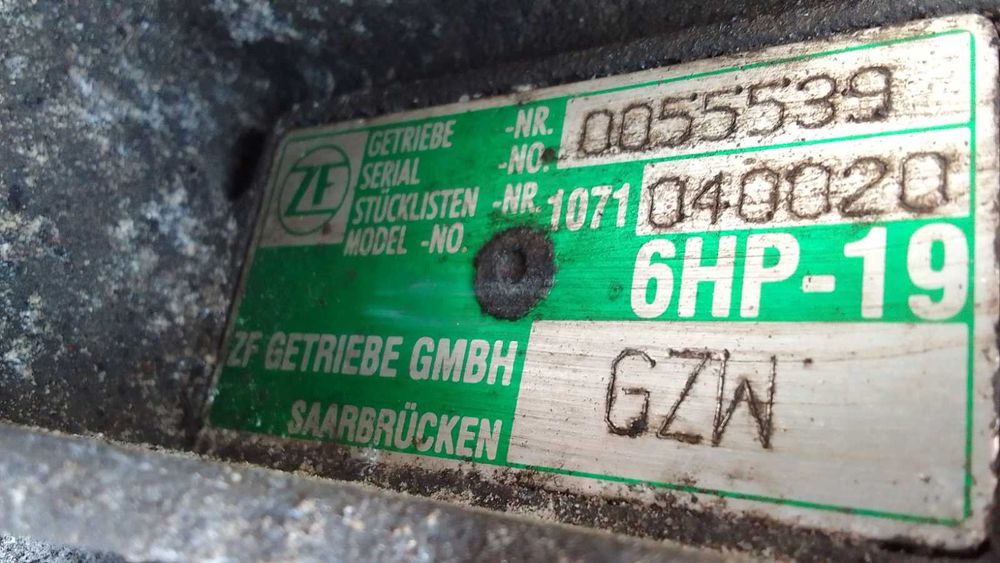 ZF
GETRIEBE -NR. 0055539
SERIAL -NO.
STÜCKLISTEN -NR. 1071 040020
MODEL -NO.
6HP-19
ZF GETRIEBE GMBH
SAARBRÜCKEN
GZW